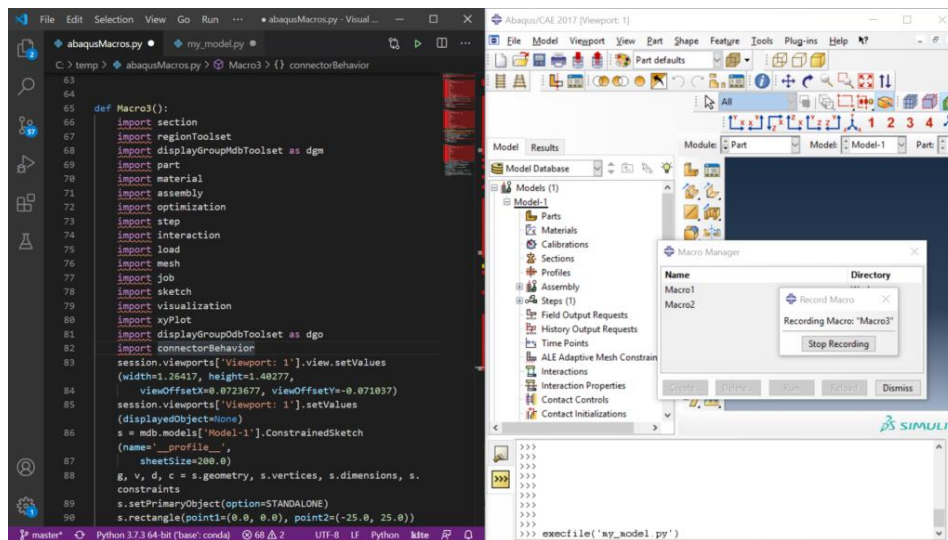 File Edit Selection View Go Run ··· • abaqusMacros.py - Visual ...
abaqusMacros.py ● my_model.py ●
C: > temp > abaqusMacros.py > Macro3 > {} connectorBehavior
63
64
65 def Macro3():
66 import section
67 import regionToolset
68 import displayGroupMdbToolset as dgm
69 import part
70 import material
71 import assembly
72 import optimization
73 import step
74 import interaction
75 import load
76 import mesh
77 import job
78 import sketch
79 import visualization
80 import xyPlot
81 import displayGroupOdbToolset as dgo
82 import connectorBehavior
83 session.viewports['Viewport: 1'].view.setValues
(width=1.26417, height=1.40277,
84 viewOffsetX=0.0723677, viewOffsetY=-0.071037)
85 session.viewports['Viewport: 1'].setValues
(displayedObject=None)
86 s = mdb.models['Model-1'].ConstrainedSketch
(name='__profile__',
87 sheetSize=200.0)
88 g, v, d, c = s.geometry, s.vertices, s.dimensions, s.
constraints
89 s.setPrimaryObject(option=STANDALONE)
90 s.rectangle(point1=(0.0, 0.0), point2=(-25.0, 25.0))
2
57
1
master* Python 3.7.3 64-bit ('base': conda) 68 2 UTF-8 LF Python kite
Abaqus/CAE 2017 [Viewport: 1]
File Model Viewport View Part Shape Feature Tools Plug-ins Help
Part defaults
All
1 2 3 4
Model Results
Module: Part Model: Model-1 Part:
Model Database
Models (1)
Model-1
Parts
Materials
Calibrations
Sections
Profiles
Assembly
Steps (1)
Field Output Requests
History Output Requests
Time Points
ALE Adaptive Mesh Constrain
Interactions
Interaction Properties
Contact Controls
Contact Initializations
Macro Manager
Name Directory
Macro1
Macro2
Record Macro
Recording Macro: "Macro3"
Stop Recording
Create... Delete... Run... Reload Dismiss
SIMULI
>>>
>>>
>>>
>>>
>>>
>>>
>>>
>>> execfile('my_model.py')